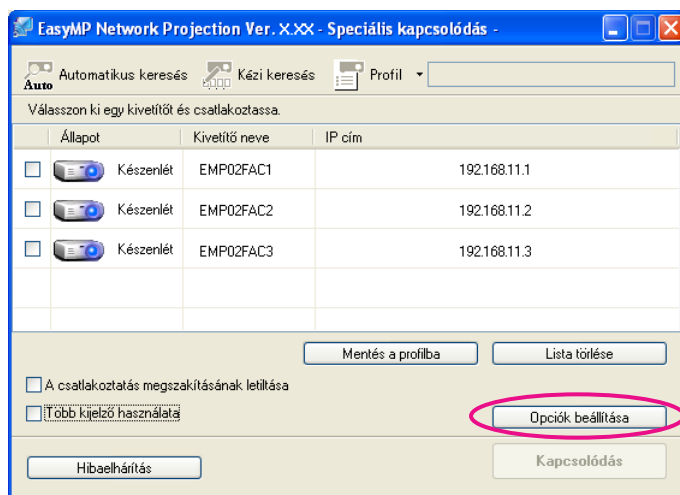 EasyMP Network Projection Ver. X.XX - Speciális kapcsolódás -
Auto Automatikus keresés Kézi keresés Profil
Válasszon ki egy kivetítőt és csatlakoztassa.
Állapot Kivetítő neve IP cím
Készenlét EMP02FAC1 192.168.11.1
Készenlét EMP02FAC2 192.168.11.2
Készenlét EMP02FAC3 192.168.11.3
Mentés a profilba Lista törlése
A csatlakoztatás megszakításának letiltása
Több kijelző használata Opciók beállítása
Hibaelhárítás Kapcsolódás